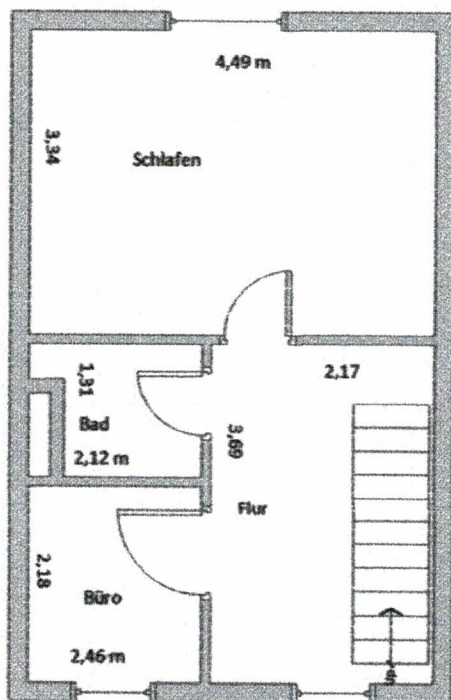 4,49 m
3,34
Schlafen
2,17
1,31
Bad
2,12 m
3,69
Flur
2,18
Büro
2,46 m